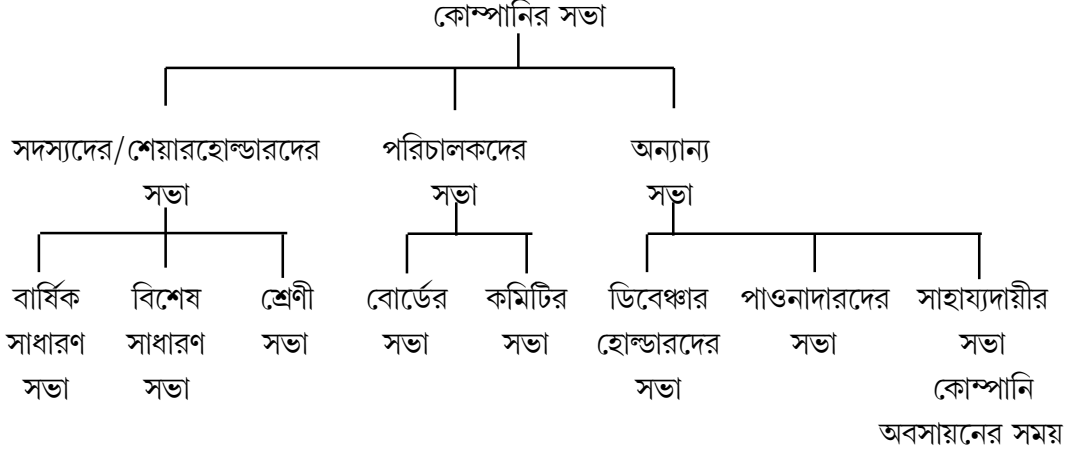 কোম্পানির সভা
সদস্যদের/শেয়ারহোল্ডারদের সভা
পরিচালকদের সভা
অন্যান্য সভা
বার্ষিক সাধারণ সভা
বিশেষ সাধারণ সভা
শ্রেণী সভা
বোর্ডের সভা
কমিটির সভা
ডিবেঞ্চার হোল্ডারদের সভা
পাওনাদারদের সভা
সাহায্যদায়ীর সভা
কোম্পানি অবসায়নের সময়